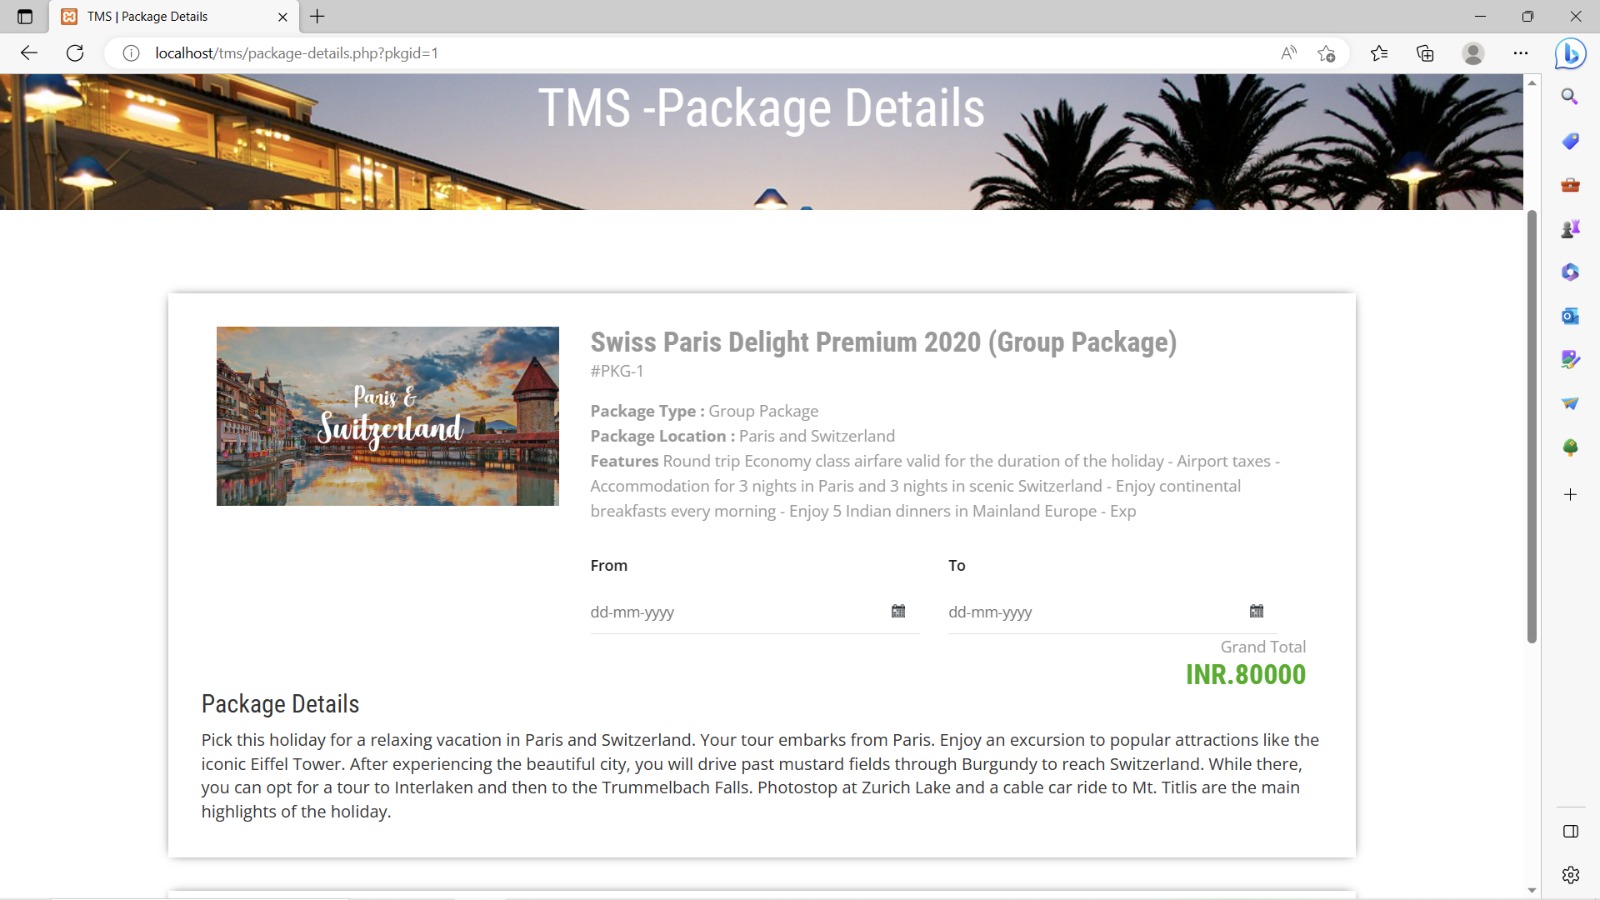 TMS | Package Details
localhost/tms/package-details.php?pkgid=1
TMS -Package Details
Paris &
Switzerland
Swiss Paris Delight Premium 2020 (Group Package)
#PKG-1
Package Type : Group Package
Package Location : Paris and Switzerland
Features Round trip Economy class airfare valid for the duration of the holiday - Airport taxes -
Accommodation for 3 nights in Paris and 3 nights in scenic Switzerland - Enjoy continental
breakfasts every morning - Enjoy 5 Indian dinners in Mainland Europe - Exp
From To
dd-mm-yyyy dd-mm-yyyy
Grand Total
INR.80000
Package Details
Pick this holiday for a relaxing vacation in Paris and Switzerland. Your tour embarks from Paris. Enjoy an excursion to popular attractions like the
iconic Eiffel Tower. After experiencing the beautiful city, you will drive past mustard fields through Burgundy to reach Switzerland. While there,
you can opt for a tour to Interlaken and then to the Trummelbach Falls. Photostop at Zurich Lake and a cable car ride to Mt. Titlis are the main
highlights of the holiday.